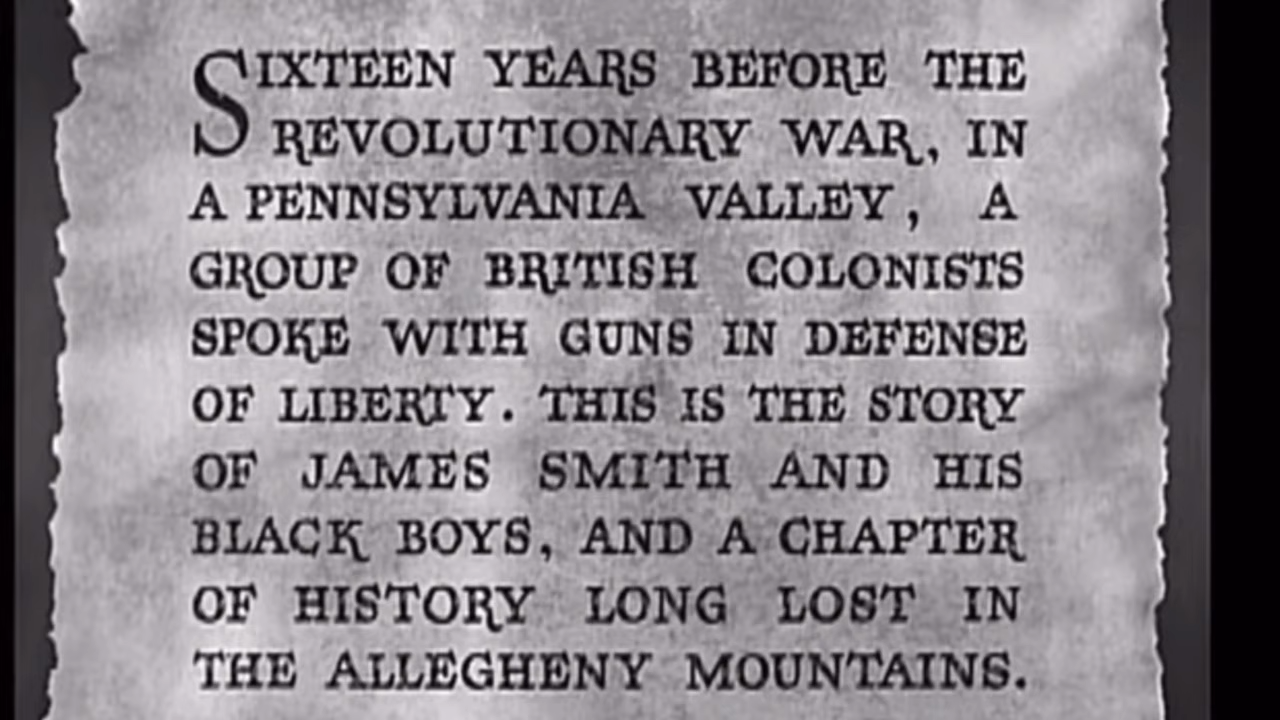 SIXTEEN YEARS BEFORE THE
REVOLUTIONARY WAR, IN
A PENNSYLVANIA VALLEY, A
GROUP OF BRITISH COLONISTS
SPOKE WITH GUNS IN DEFENSE
OF LIBERTY. THIS IS THE STORY
OF JAMES SMITH AND HIS
BLACK BOYS, AND A CHAPTER
OF HISTORY LONG LOST IN
THE ALLEGHENY MOUNTAINS.